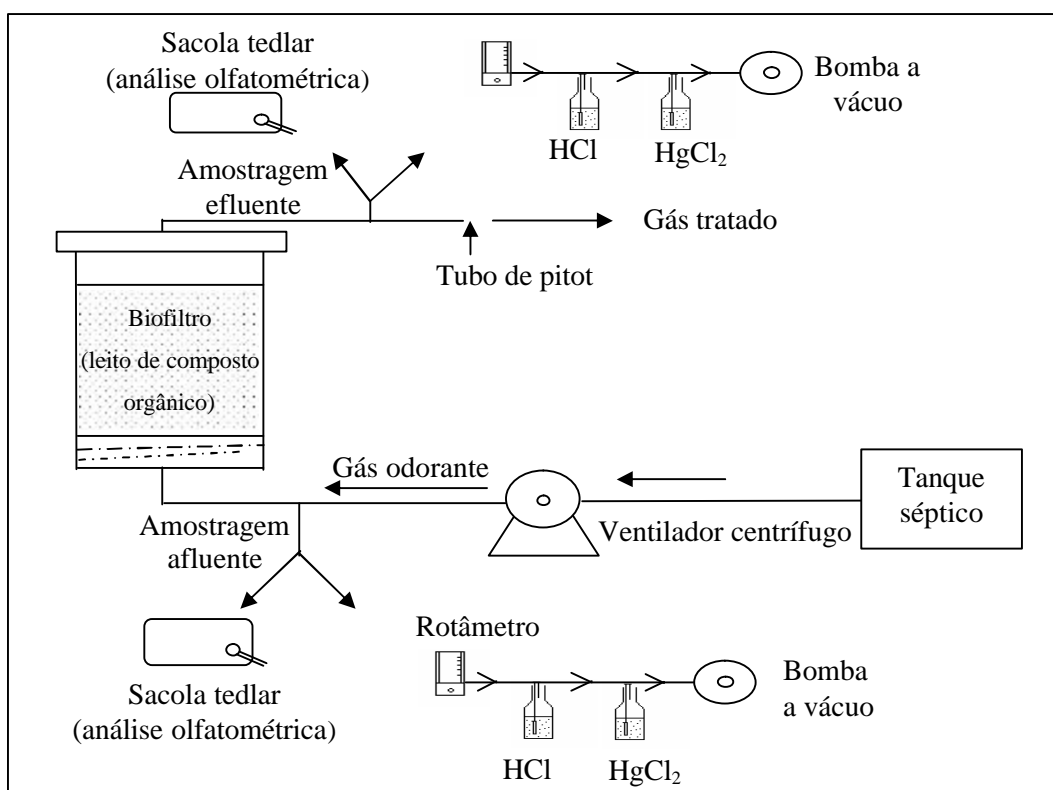 Sacola tedlar
(análise olfatométrica)
Bomba a
vácuo
HCl
HgCl₂
Amostragem
efluente
Gás tratado
Tubo de pitot
Biofiltro
(leito de composto
orgânico)
Gás odorante
Tanque
séptico
Ventilador centrífugo
Amostragem
afluente
Rotâmetro
Sacola tedlar
(análise olfatométrica)
Bomba
a vácuo
HCl
HgCl₂